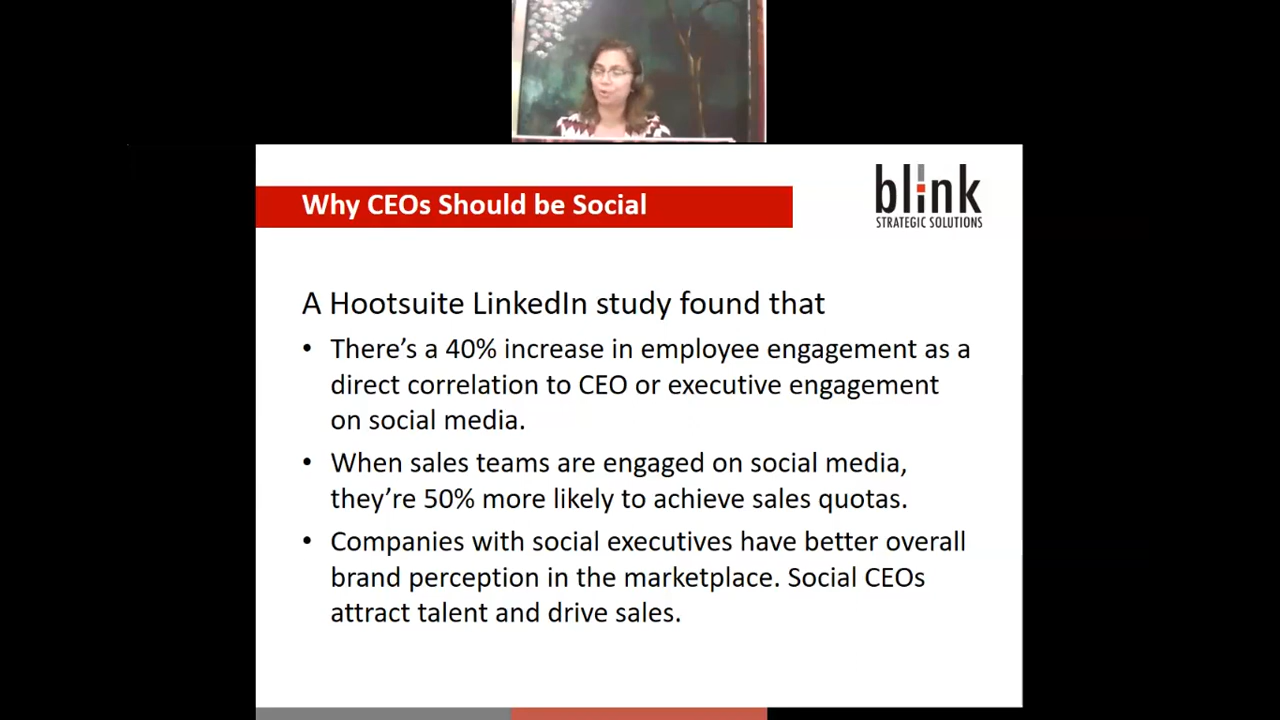 Why CEOs Should be Social
blink
STRATEGIC SOLUTIONS
A Hootsuite LinkedIn study found that
• There’s a 40% increase in employee engagement as a
direct correlation to CEO or executive engagement
on social media.
• When sales teams are engaged on social media,
they’re 50% more likely to achieve sales quotas.
• Companies with social executives have better overall
brand perception in the marketplace. Social CEOs
attract talent and drive sales.